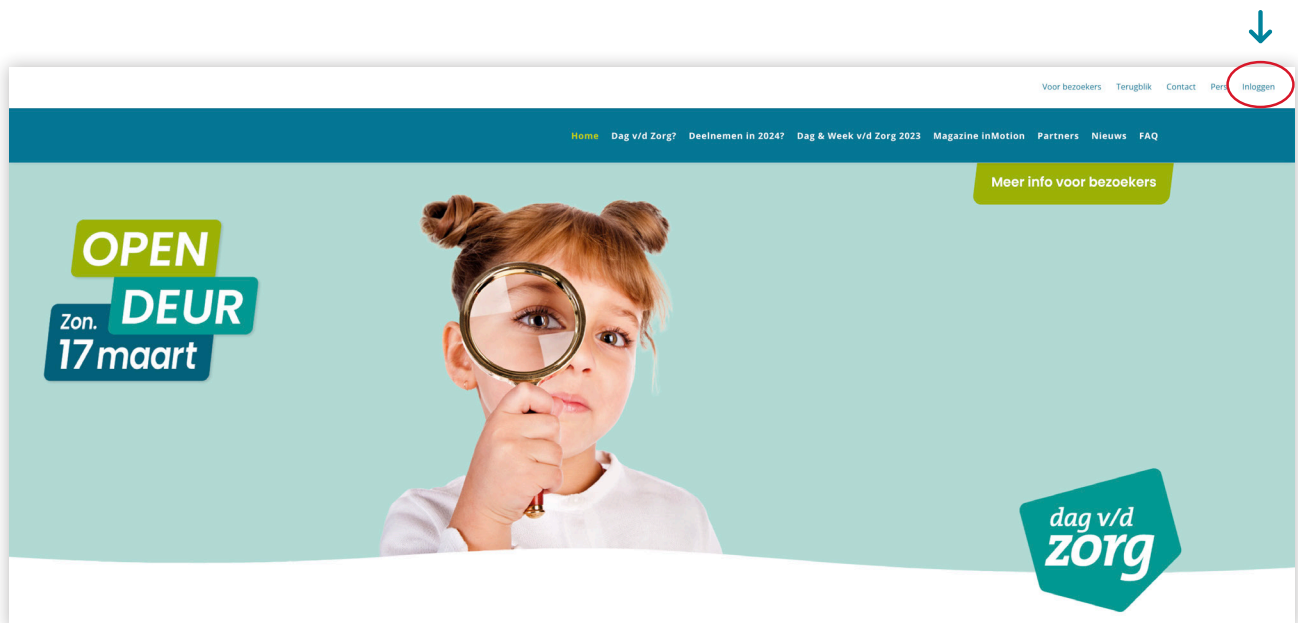 Voor bezoekers Terugblik Contact Pers Inloggen
Home Dag v/d Zorg? Deelnemen in 2024? Dag & Week v/d Zorg 2023 Magazine inMotion Partners Nieuws FAQ
Meer info voor bezoekers
OPEN
DEUR
Zon.
17 maart
dag v/d
zorg